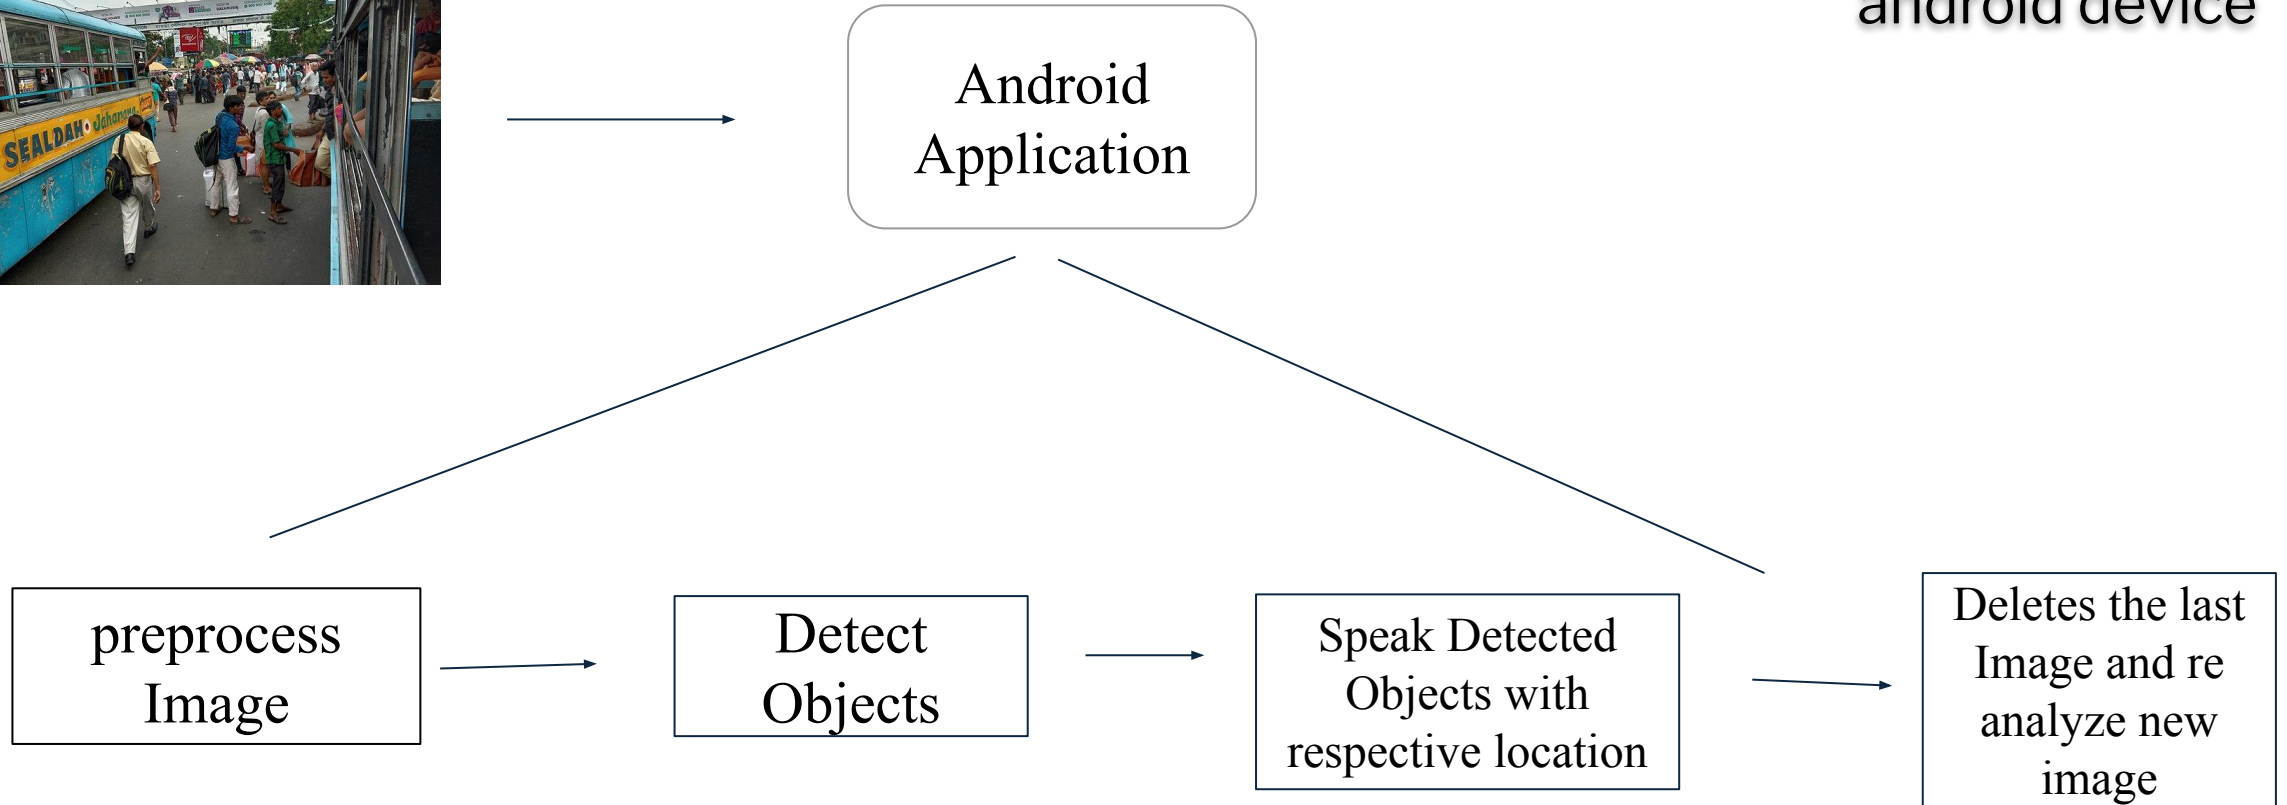 android device
SEALDAH Jahanara
Android
Application
preprocess
Image
Detect
Objects
Speak Detected
Objects with
respective location
Deletes the last
Image and re
analyze new
image